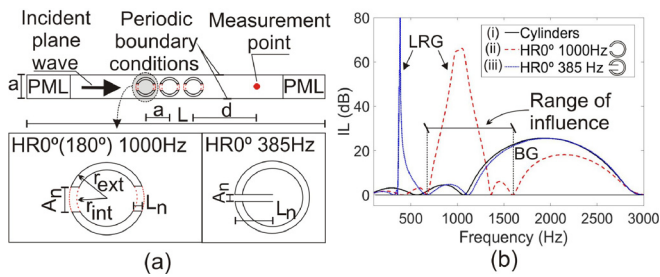 Incident plane wave
Periodic boundary conditions
Measurement point
a
PML
PML
a
L
d
HR0º(180º) 1000Hz
HR0º 385Hz
r_ext
A_n
r_int
L_n
A_n
L_n
(a)
IL (dB)
80
60
40
20
0
LRG
(i) Cylinders
(ii) HR0º 1000Hz
(iii) HR0º 385 Hz
Range of influence
BG
500 1000 1500 2000 2500 3000
Frequency (Hz)
(b)